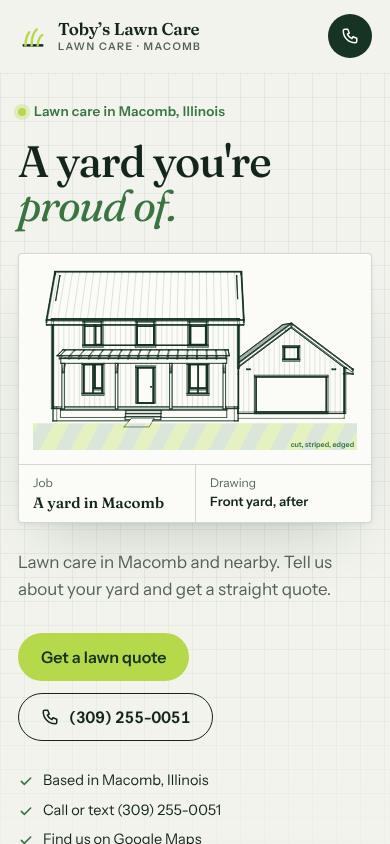 Toby’s Lawn Care
LAWN CARE · MACOMB
Lawn care in Macomb, Illinois
A yard you're
proud of.
cut, striped, edged
Job
A yard in Macomb
Drawing
Front yard, after
Lawn care in Macomb and nearby. Tell us
about your yard and get a straight quote.
Get a lawn quote
(309) 255-0051
Based in Macomb, Illinois
Call or text (309) 255-0051
Find us on Google Maps